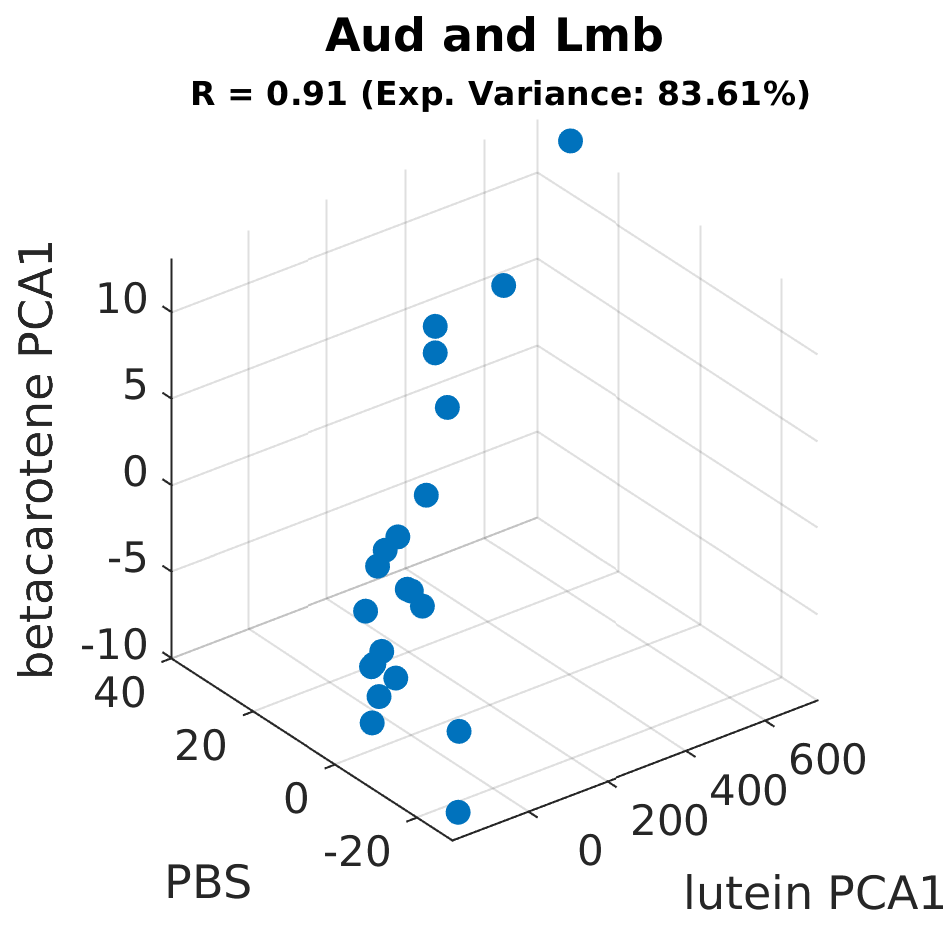 Aud and Lmb
R = 0.91 (Exp. Variance: 83.61%)
betacarotene PCA1
10
5
0
-5
-10
40
20
0
-20
PBS
0
200
400
600
lutein PCA1